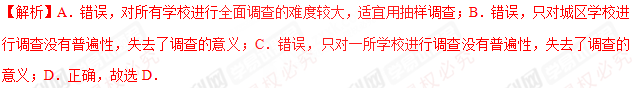 【解析】A．错误，对所有学校进行全面调查的难度较大，适宜用抽样调查；B．错误，只对城区学校进
行调查没有普遍性，失去了调查的意义；C．错误，只对一所学校进行调查没有普遍性，失去了调查的
意义；D．正确，故选 D．